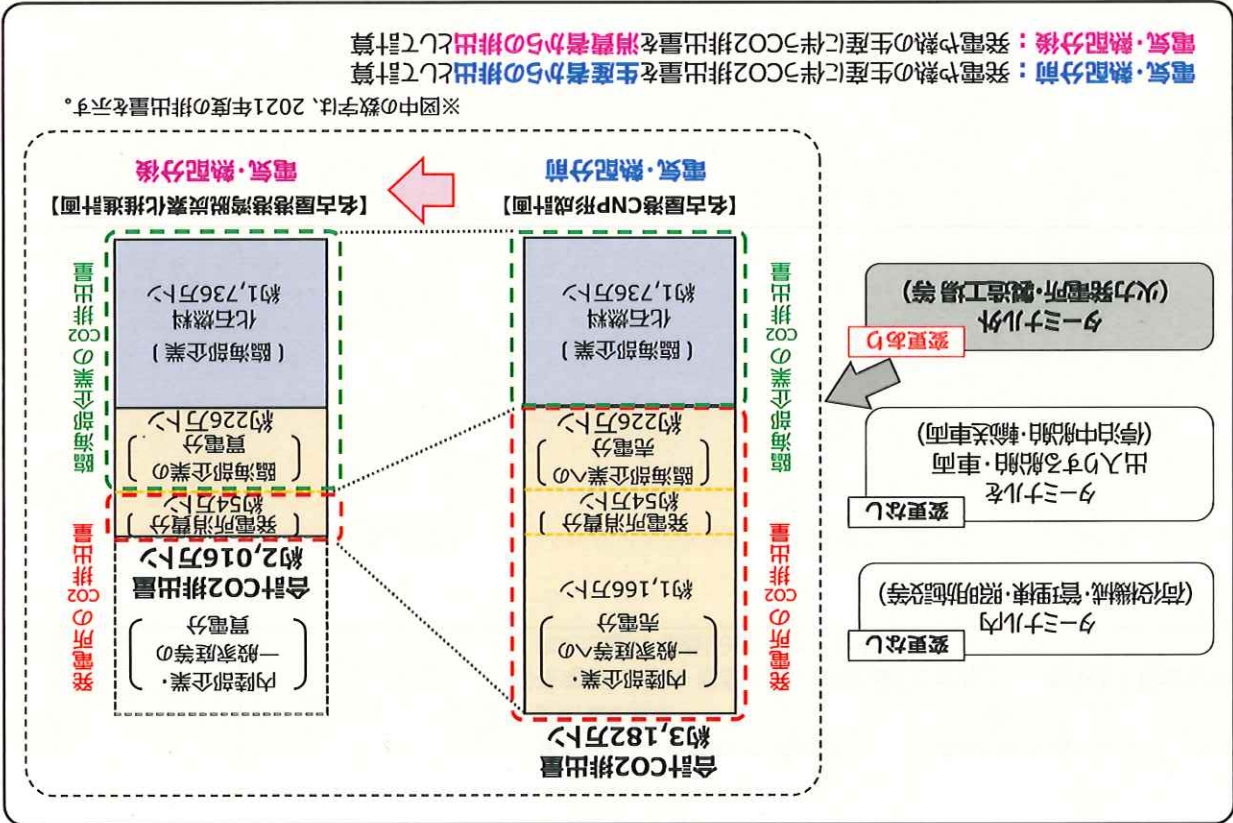 合計CO2排出量
約3,182万トン
変更なし
ターミナル内
(荷役機械・管理棟・照明施設等)
変更なし
ターミナルを
出入りする船舶・車両
(停泊中船舶・輸送車両)
変更あり
ターミナル外
(火力発電所・製造工場等)
発電所のCO2排出量
臨海部企業のCO2排出量
内陸部企業・
一般家庭等への
売電分
約1,166万トン
(発電所消費分)
約54万トン
臨海部企業への
売電分
約226万トン
(臨海部企業)
化石燃料
約1,736万トン
【名古屋港CNP形成計画】
電気・熱配分前
内陸部企業・
一般家庭等の
買電分
合計CO2排出量
約2,016万トン
(発電所消費分)
約54万トン
臨海部企業の
買電分
約226万トン
(臨海部企業)
化石燃料
約1,736万トン
発電所のCO2排出量
臨海部企業のCO2排出量
【名古屋港港湾脱炭素化推進計画】
電気・熱配分後
※図中の数字は、2021年度の排出量を示す。
電気・熱配分前：発電や熱の生産に伴うCO2排出量を生産者からの排出として計算
電気・熱配分後：発電や熱の生産に伴うCO2排出量を消費者からの排出として計算